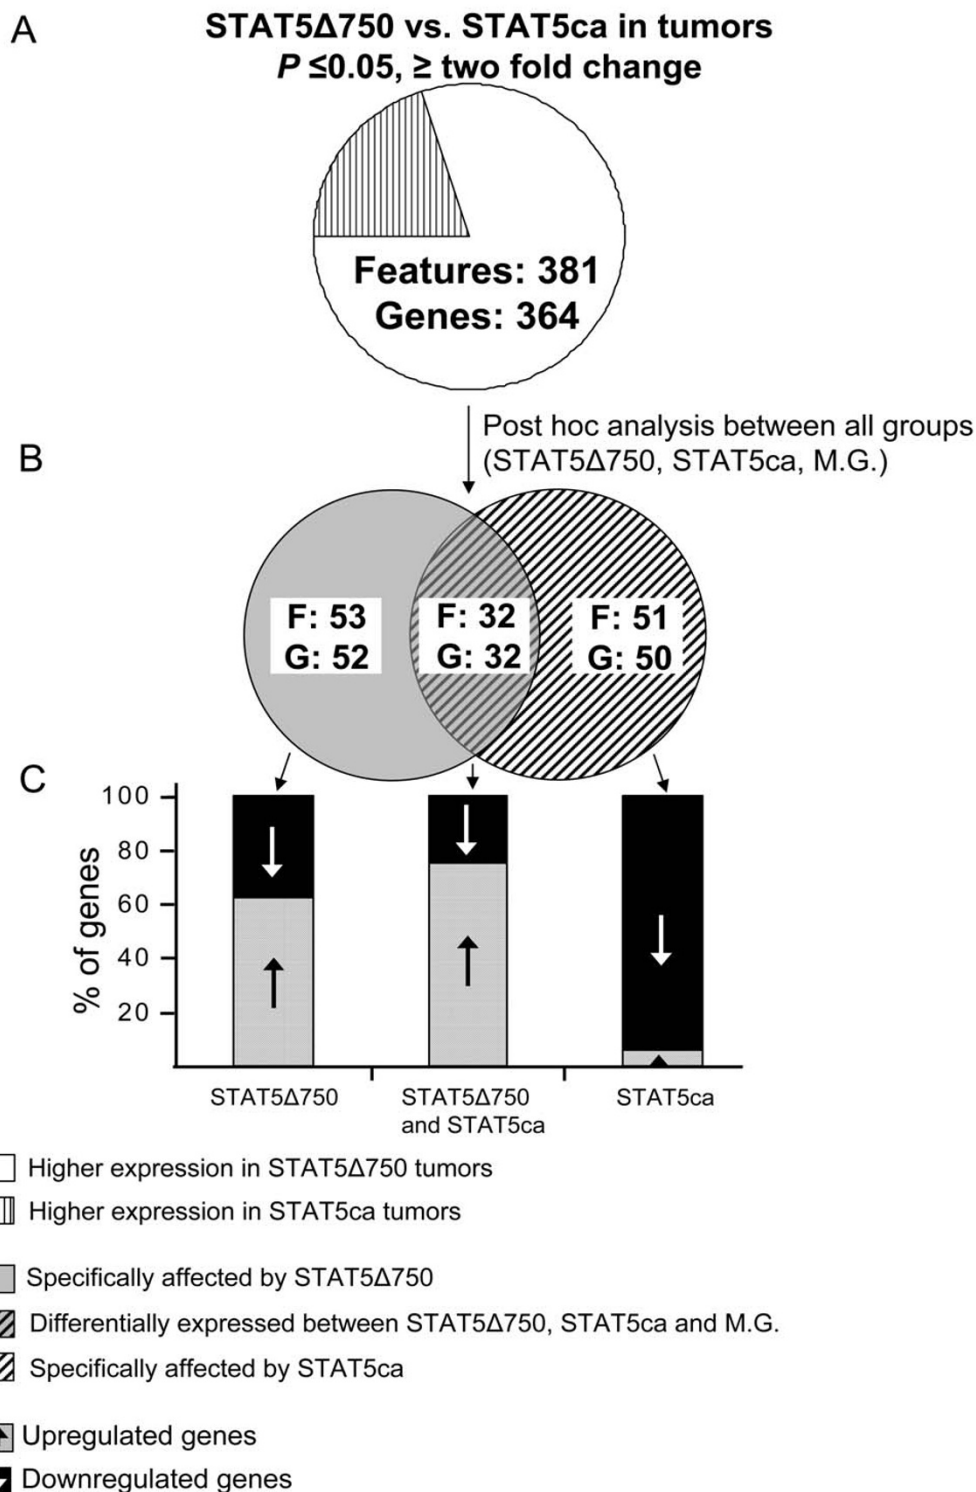 A
STAT5Δ750 vs. STAT5ca in tumors
P ≤0.05, ≥ two fold change
Features: 381
Genes: 364
Post hoc analysis between all groups
(STAT5Δ750, STAT5ca, M.G.)
B
F: 53
G: 52
F: 32
G: 32
F: 51
G: 50
C
% of genes
100
80
60
40
20
STAT5Δ750
STAT5Δ750
and STAT5ca
STAT5ca
Higher expression in STAT5Δ750 tumors
Higher expression in STAT5ca tumors
Specifically affected by STAT5Δ750
Differentially expressed between STAT5Δ750, STAT5ca and M.G.
Specifically affected by STAT5ca
Upregulated genes
Downregulated genes